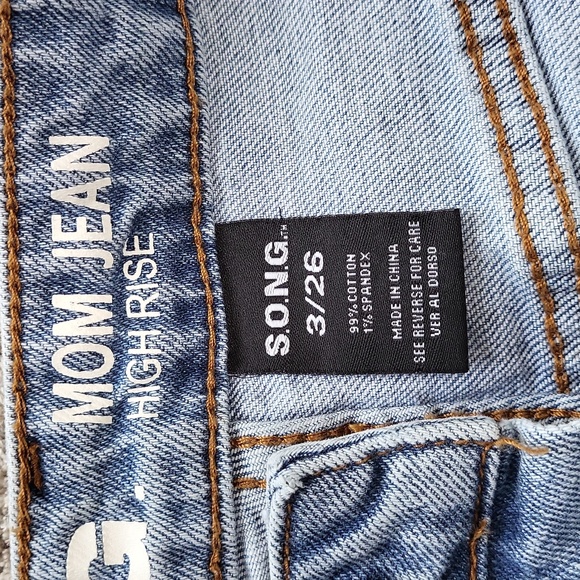 MOM JEAN
HIGH RISE
G.
S.O.N.G.™
3/26
99% COTTON
1% SPANDEX
MADE IN CHINA
SEE REVERSE FOR CARE
VER AL DORSO